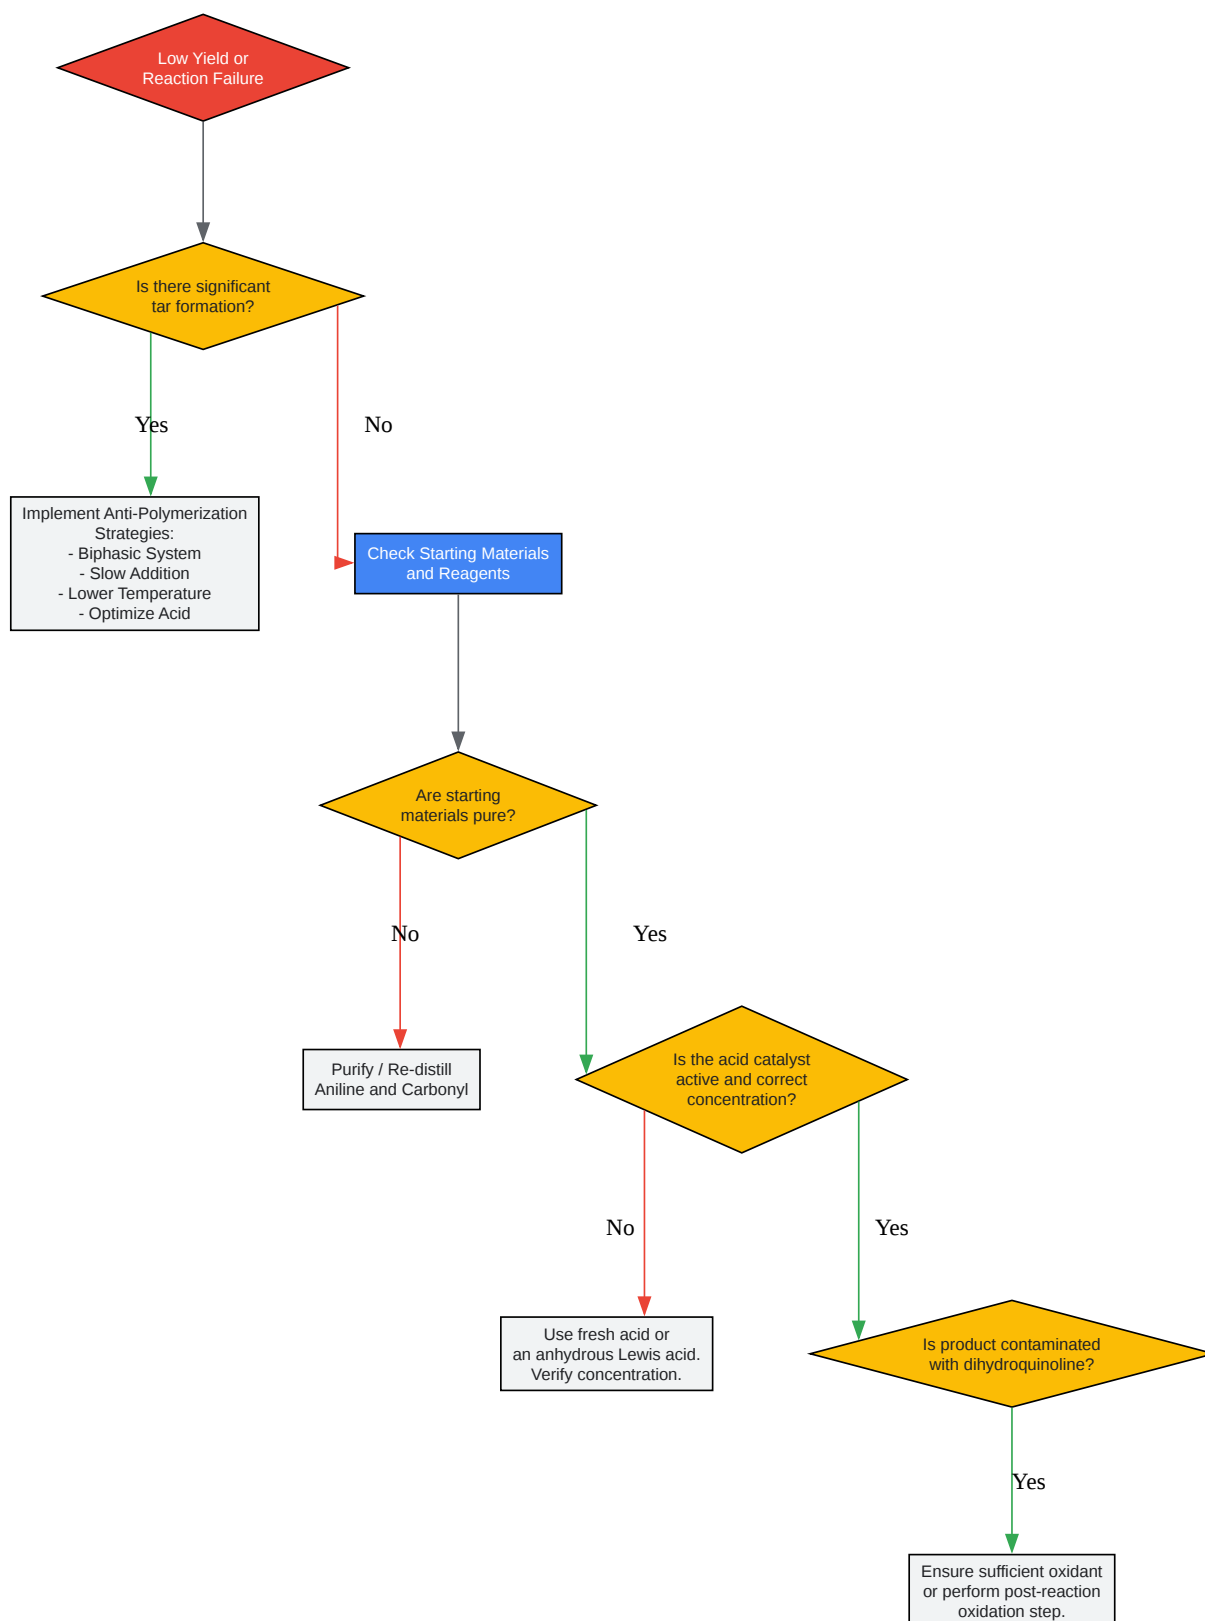 Low Yield or
Reaction Failure
Is there significant
tar formation?
Yes
No
Implement Anti-Polymerization
Strategies:
- Biphasic System
- Slow Addition
- Lower Temperature
- Optimize Acid
Check Starting Materials
and Reagents
Are starting
materials pure?
No
Yes
Purify / Re-distill
Aniline and Carbonyl
Is the acid catalyst
active and correct
concentration?
No
Yes
Use fresh acid or
an anhydrous Lewis acid.
Verify concentration.
Is product contaminated
with dihydroquinoline?
Yes
Ensure sufficient oxidant
or perform post-reaction
oxidation step.